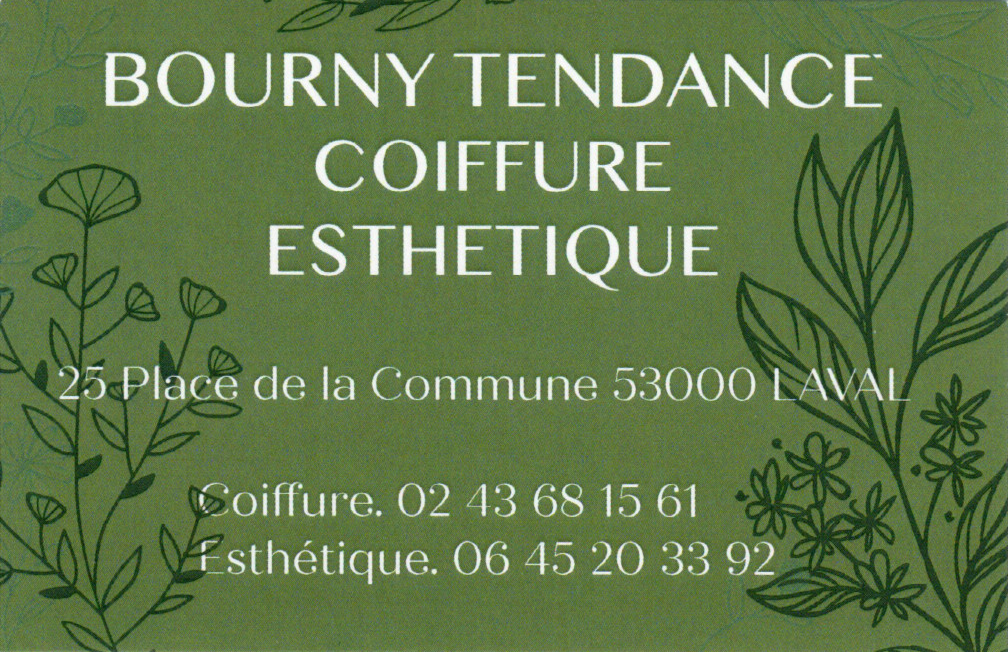 BOURNY TENDANCE
COIFFURE
ESTHETIQUE
25 Place de la Commune 53000 LAVAL
Coiffure. 02 43 68 15 61
Esthétique. 06 45 20 33 92